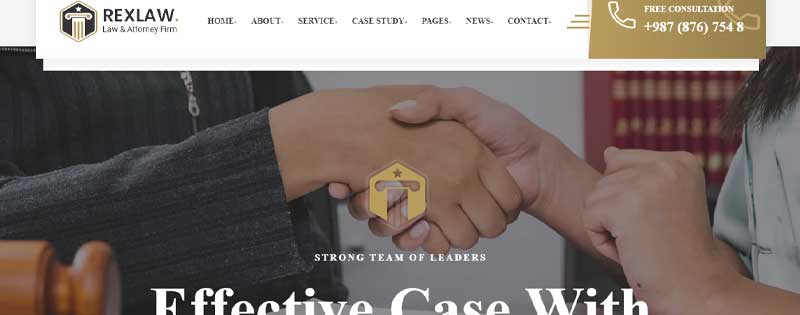 REXLAW.
Law & Attorney Firm
HOME+ ABOUT+ SERVICE+ CASE STUDY+ PAGES+ NEWS+ CONTACT+
FREE CONSULTATION
+987 (876) 754 8
STRONG TEAM OF LEADERS
Effective Case With